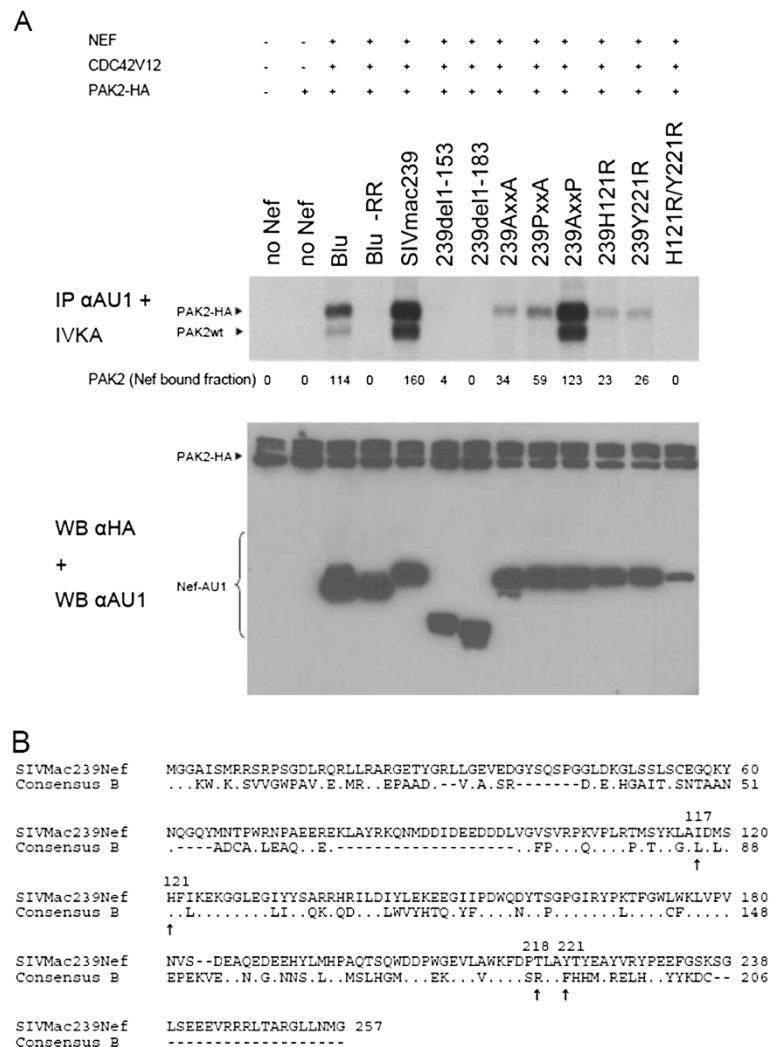 A
NEF - - + + + + + + + + + + +
CDC42V12 - - + + + + + + + + + + +
PAK2-HA - + + + + + + + + + + + +
no Nef
no Nef
Blu
Blu -RR
SIVmac239
239del1-153
239del1-183
239AxxA
239PxxA
239AxxP
239H121R
239Y221R
H121R/Y221R
IP αAU1 +
IVKA
PAK2-HA
PAK2wt
PAK2 (Nef bound fraction) 0 0 114 0 160 4 0 34 59 123 23 26 0
PAK2-HA
WB αHA
+
WB αAU1
Nef-AU1
B
SIVMac239Nef MGGAISMRRSRPSGDLRQRLLRARGETYGRLLGEVEDGYSQSPGGLDKGLSSLSCEGQKY 60
Consensus B ...KW.K.SVVGWPAV.E.MR..EPAAD.--V.A.SR-------D.EHGAIT.SNTAAN 51
117
SIVMac239Nef NQGQYMNTPWRNPAEEREKLAYRKQNMDDIDEEDDDLVGVSVRPKVPLRTMSYKLAIDMS 120
Consensus B .----ADCA.LEAQ..E.------------------..FP...Q....P.T..G.L.L. 88
↑
121
SIVMac239Nef HFIKEKGGLEGIYYSARRHRILDIYLEKEEGIIPDWQDYTSGPGIRYPKTFGWLWKLVPV 180
Consensus B ..L........LI..QK.QD...LWVYHTQ.YF....N..P.......L...CF...... 148
↑
SIVMac239Nef NVS--DEAQEDEEHYLMHPAQTSQWDDPWGEVLAWKFDPTLAYTYEAYVRYPEEFGSKSG 238
Consensus B EPEKVE..N.G.NNS.L..MSLHGM...EK....V....SR..FHHM.RELH..YYKDC-- 206
218 221
↑ ↑
SIVMac239Nef LSEEEVRRRLTARGLLNMG 257
Consensus B -------------------